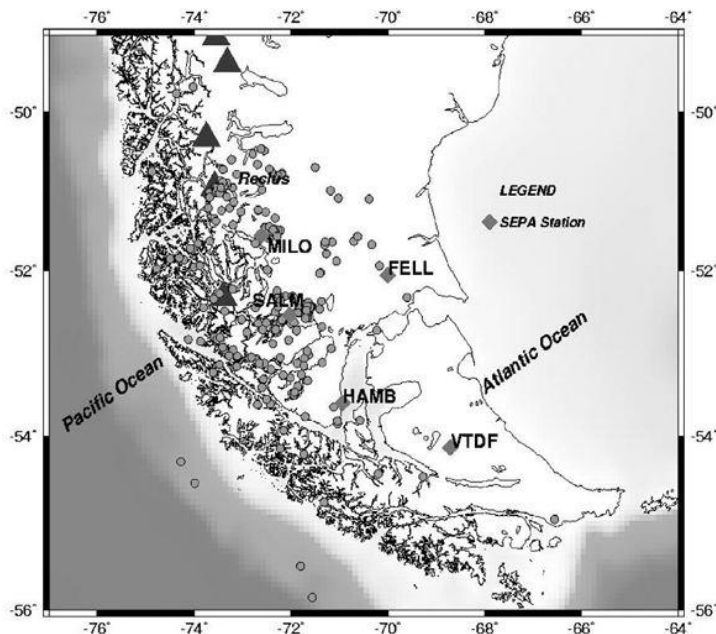 -76° -74° -72° -70° -68° -66° -64°
-50° -50°
Reclus
LEGEND
SEPA Station
MILO
-52° FELL -52°
SALM
Pacific Ocean
Atlantic Ocean
HAMB
-54° VTDF -54°
-56° -56°
-76° -74° -72° -70° -68° -66° -64°